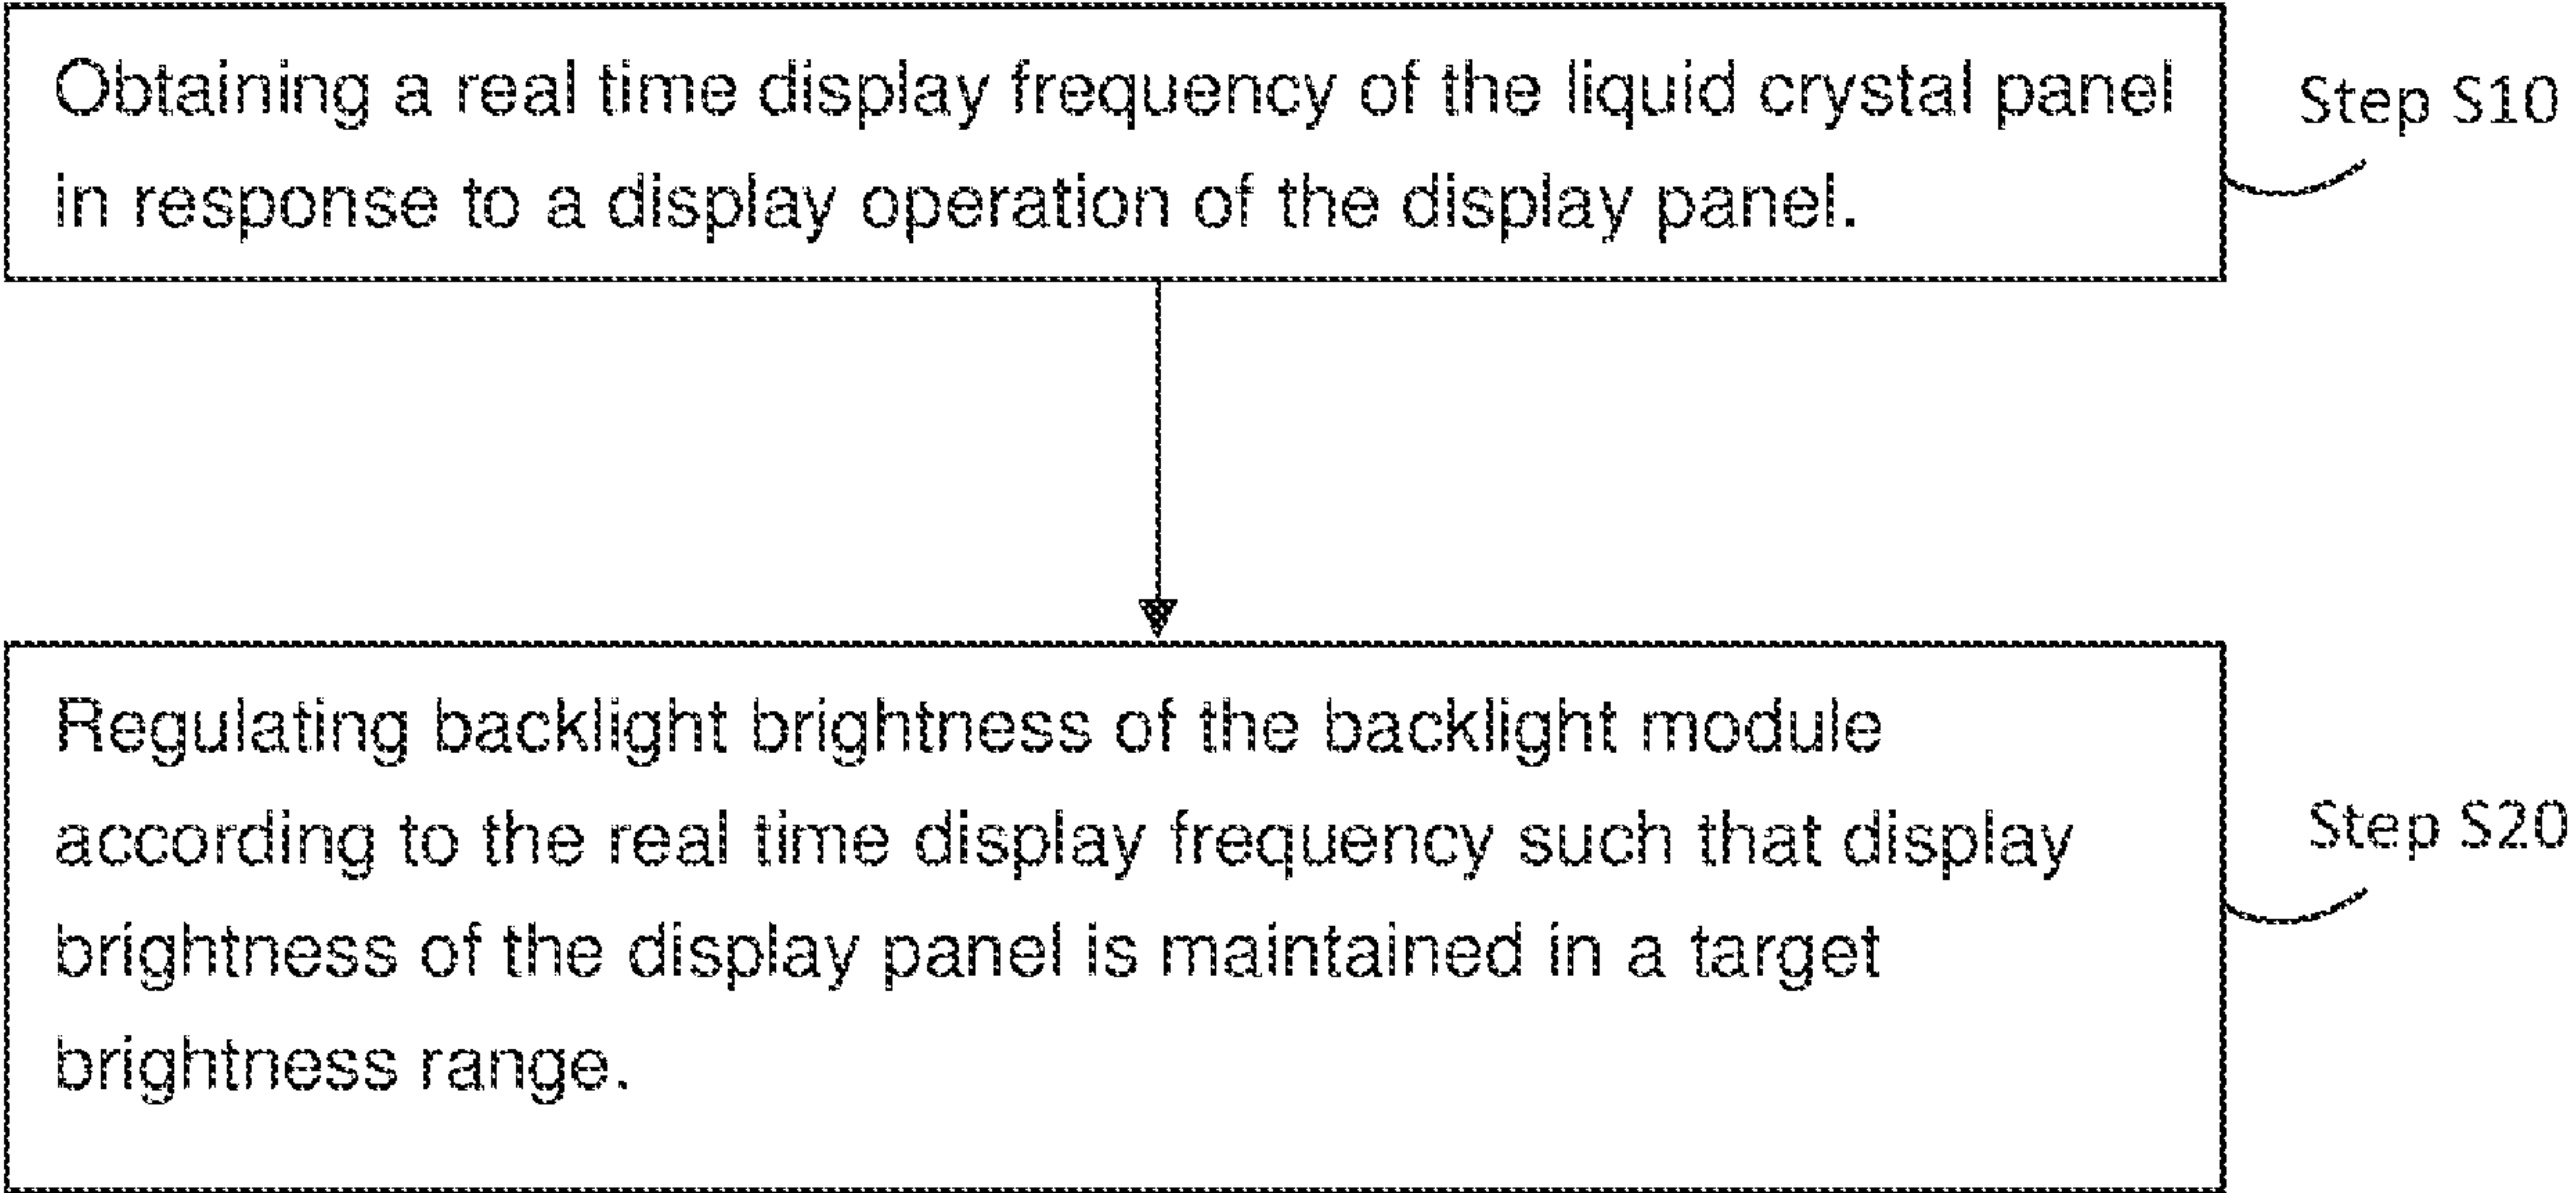 Obtaining a real time display frequency of the liquid crystal panel
in response to a display operation of the display panel.
Step S10
Regulating backlight brightness of the backlight module
according to the real time display frequency such that display
brightness of the display panel is maintained in a target
brightness range.
Step S20